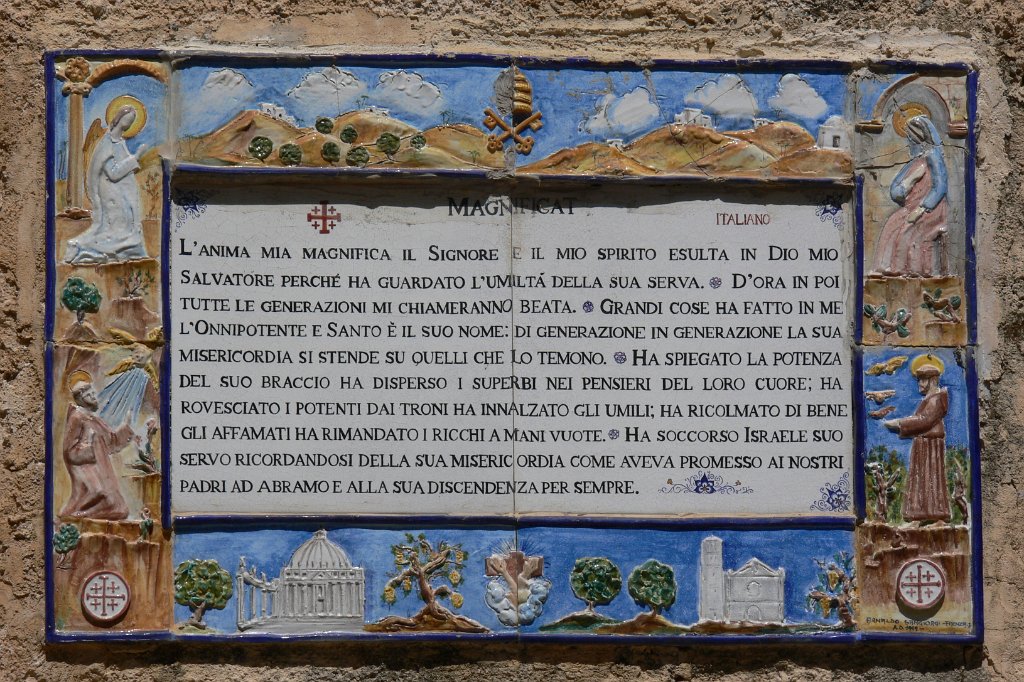 MAGNIFICAT
ITALIANO
L'ANIMA MIA MAGNIFICA IL SIGNORE E IL MIO SPIRITO ESULTA IN DIO MIO
SALVATORE PERCHÉ HA GUARDATO L'UMILTÁ DELLA SUA SERVA. D'ORA IN POI
TUTTE LE GENERAZIONI MI CHIAMERANNO BEATA. GRANDI COSE HA FATTO IN ME
L'ONNIPOTENTE E SANTO È IL SUO NOME: DI GENERAZIONE IN GENERAZIONE LA SUA
MISERICORDIA SI STENDE SU QUELLI CHE LO TEMONO. HA SPIEGATO LA POTENZA
DEL SUO BRACCIO HA DISPERSO I SUPERBI NEI PENSIERI DEL LORO CUORE; HA
ROVESCIATO I POTENTI DAI TRONI HA INNALZATO GLI UMILI; HA RICOLMATO DI BENE
GLI AFFAMATI HA RIMANDATO I RICCHI A MANI VUOTE. HA SOCCORSO ISRAELE SUO
SERVO RICORDANDOSI DELLA SUA MISERICORDIA COME AVEVA PROMESSO AI NOSTRI
PADRI AD ABRAMO E ALLA SUA DISCENDENZA PER SEMPRE.